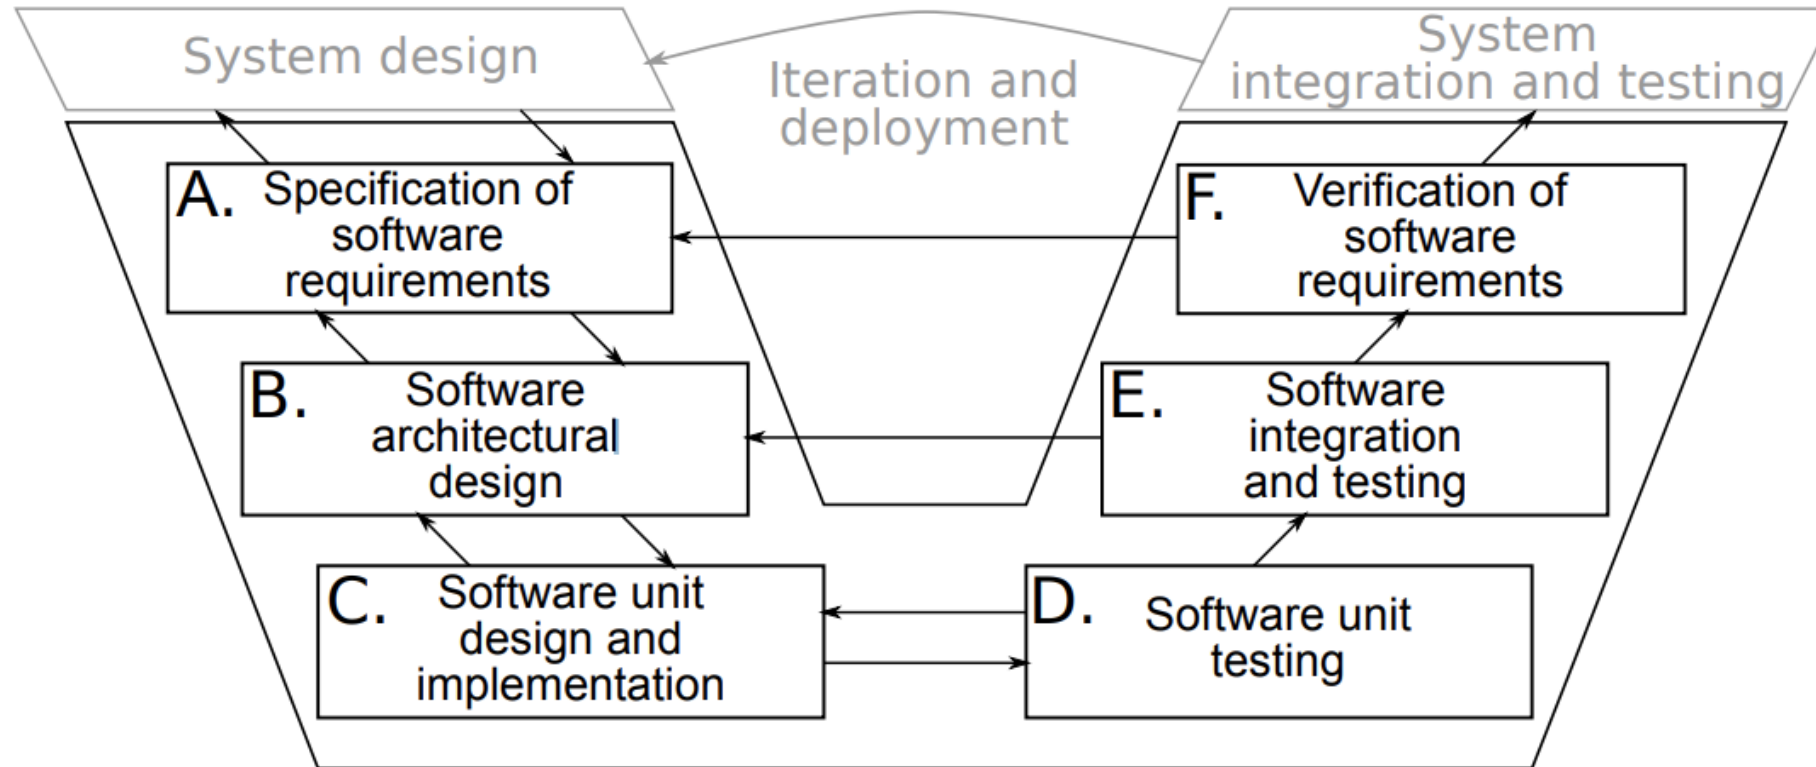 System design
Iteration and
deployment
System
integration and testing
A. Specification of
software
requirements
F. Verification of
software
requirements
B. Software
architectural
design
E. Software
integration
and testing
C. Software unit
design and
implementation
D. Software unit
testing